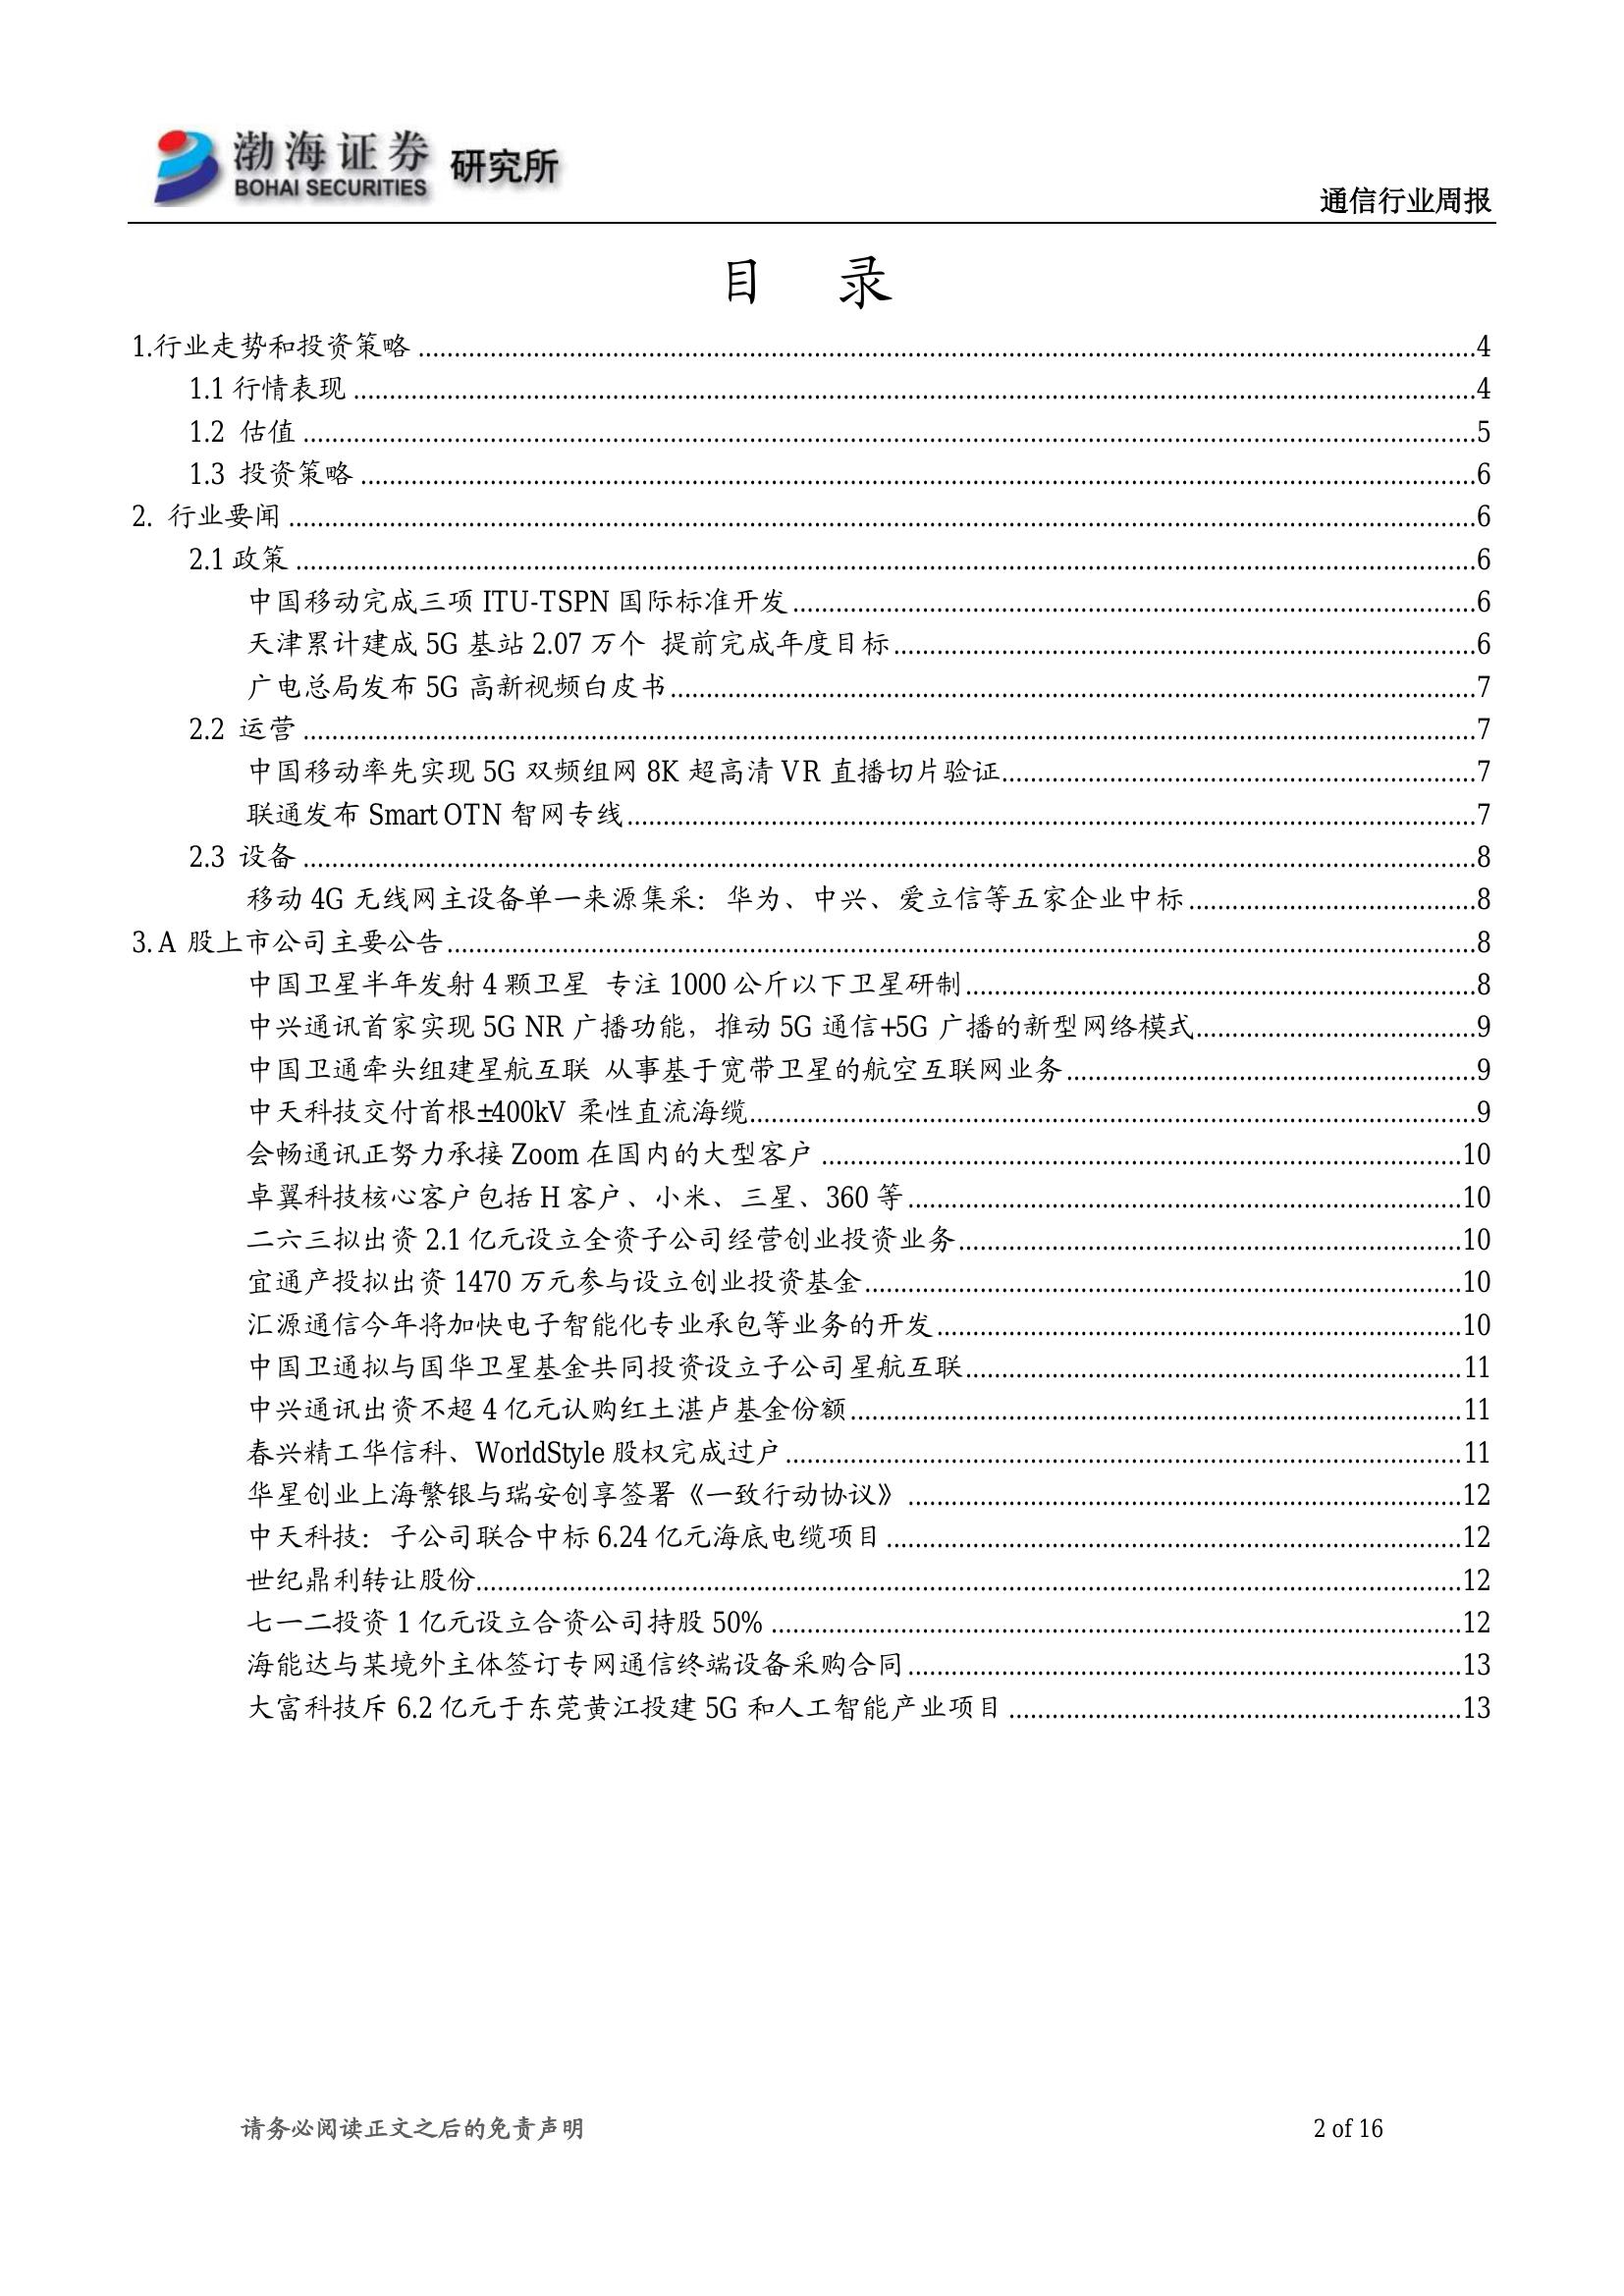 渤海证券 研究所
BOHAI SECURITIES
通信行业周报
目 录
1.行业走势和投资策略 ........ 4
1.1 行情表现 ........ 4
1.2 估值 ........ 5
1.3 投资策略 ........ 6
2. 行业要闻 ........ 6
2.1 政策 ........ 6
中国移动完成三项 ITU-TSPN 国际标准开发 ........ 6
天津累计建成 5G 基站 2.07 万个 提前完成年度目标 ........ 6
广电总局发布 5G 高新视频白皮书 ........ 7
2.2 运营 ........ 7
中国移动率先实现 5G 双频组网 8K 超高清 VR 直播切片验证 ........ 7
联通发布 Smart OTN 智网专线 ........ 7
2.3 设备 ........ 8
移动 4G 无线网主设备单一来源集采：华为、中兴、爱立信等五家企业中标 ........ 8
3. A 股上市公司主要公告 ........ 8
中国卫星半年发射 4 颗卫星 专注 1000 公斤以下卫星研制 ........ 8
中兴通讯首家实现 5G NR 广播功能，推动 5G 通信+5G 广播的新型网络模式 ........ 9
中国卫通牵头组建星航互联 从事基于宽带卫星的航空互联网业务 ........ 9
中天科技交付首根±400kV 柔性直流海缆 ........ 9
会畅通讯正努力承接 Zoom 在国内的大型客户 ........ 10
卓翼科技核心客户包括 H 客户、小米、三星、360 等 ........ 10
二六三拟出资 2.1 亿元设立全资子公司经营创业投资业务 ........ 10
宜通产投拟出资 1470 万元参与设立创业投资基金 ........ 10
汇源通信今年将加快电子智能化专业承包等业务的开发 ........ 10
中国卫通拟与国华卫星基金共同投资设立子公司星航互联 ........ 11
中兴通讯出资不超 4 亿元认购红土湛卢基金份额 ........ 11
春兴精工华信科、WorldStyle 股权完成过户 ........ 11
华星创业上海繁银与瑞安创享签署《一致行动协议》 ........ 12
中天科技：子公司联合中标 6.24 亿元海底电缆项目 ........ 12
世纪鼎利转让股份 ........ 12
七一二投资 1 亿元设立合资公司持股 50% ........ 12
海能达与某境外主体签订专网通信终端设备采购合同 ........ 13
大富科技斥 6.2 亿元于东莞黄江投建 5G 和人工智能产业项目 ........ 13
请务必阅读正文之后的免责声明
2 of 16